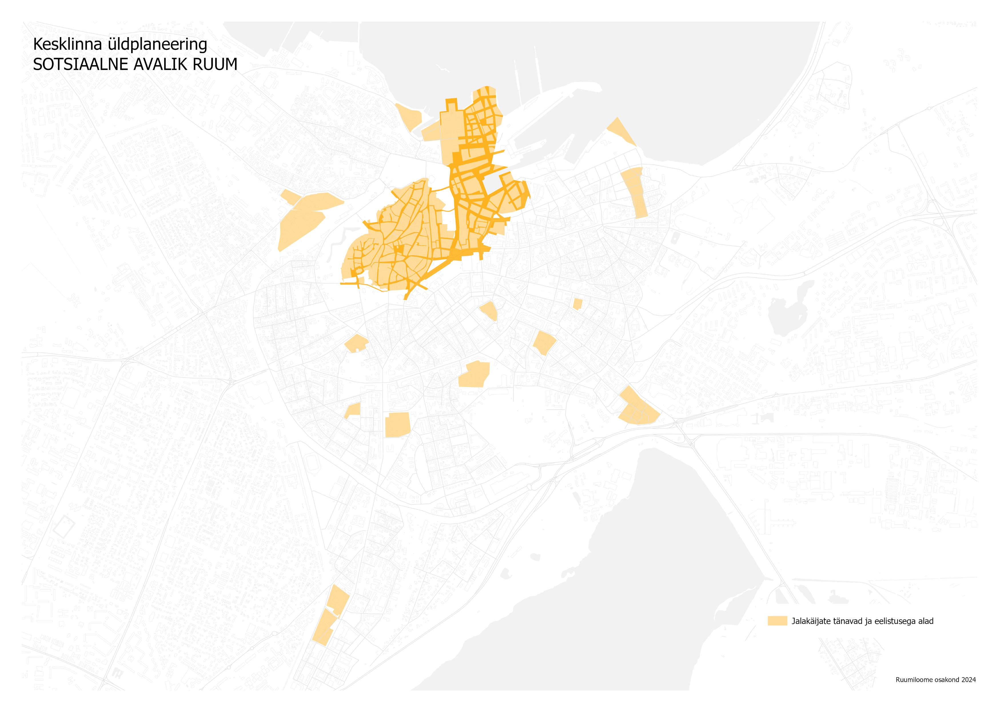 Kesklinna üldplaneering
SOTSIAALNE AVALIK RUUM
Jalakäijate tänavad ja eelistusega alad
Ruumiloome osakond 2024